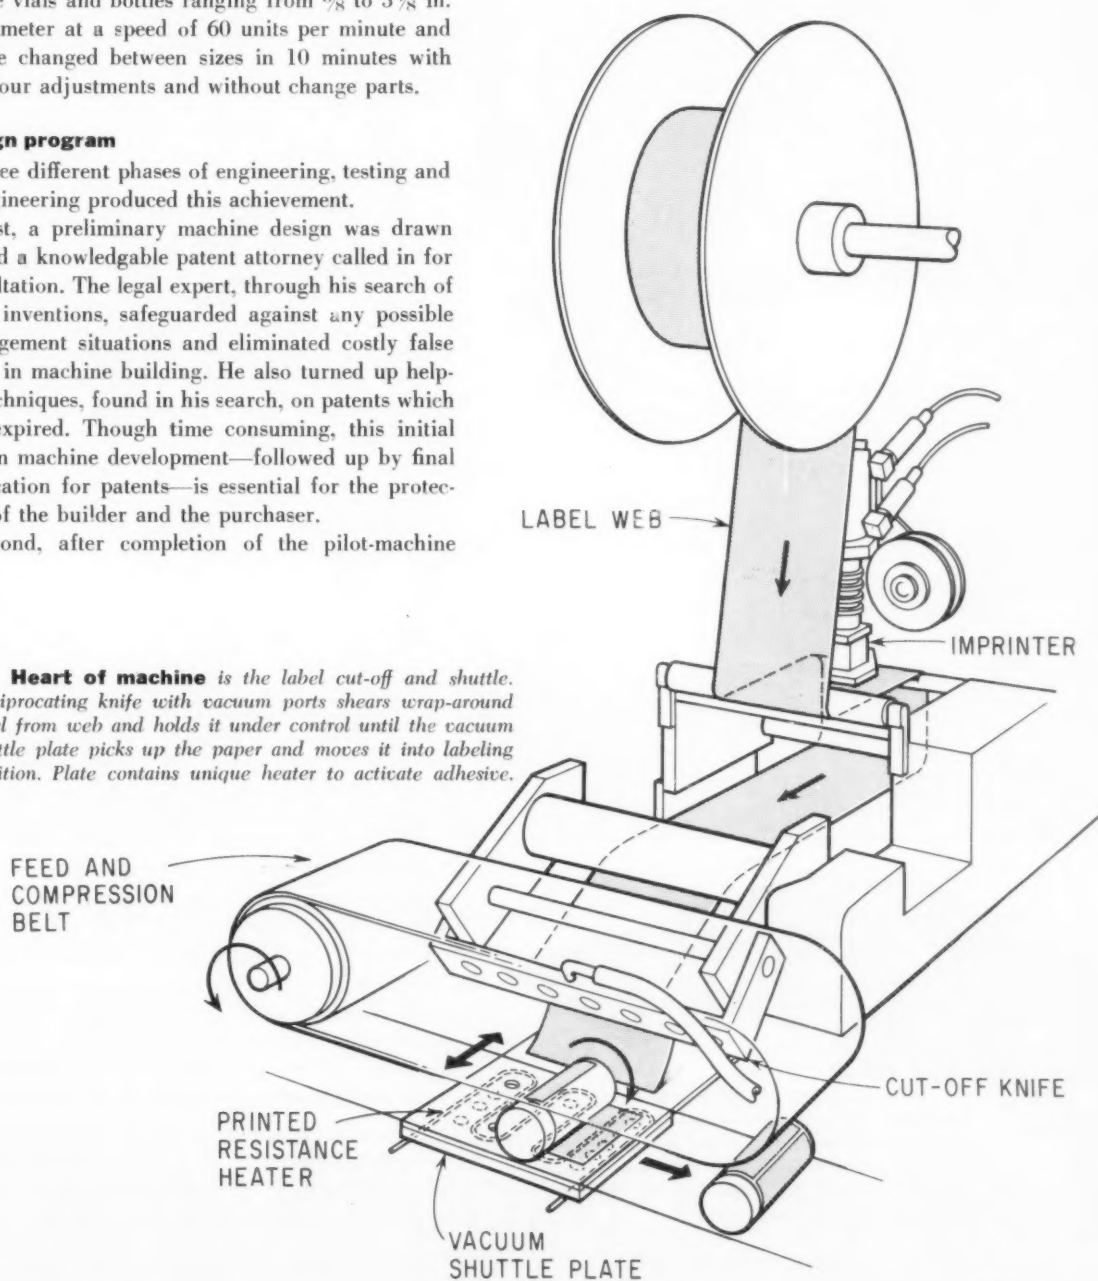 vials and bottles ranging from to
meter at a speed of 60 units per minute and
e changed between sizes in 10 minutes with
our adjustments and without change parts.
gn program
ee different phases of engineering, testing and
ineering produced this achievement.
st, a preliminary machine design was drawn
d a knowledgable patent attorney called in for
ltation. The legal expert, through his search of
inventions, safeguarded against any possible
gement situations and eliminated costly false
in machine building. He also turned up help-
chniques, found in his search, on patents which
expired. Though time consuming, this initial
n machine development—followed up by final
cation for patents—is essential for the protec-
of the builder and the purchaser.
ond, after completion of the pilot-machine
Heart of machine is the label cut-off and shuttle.
iprocating knife with vacuum ports shears wrap-around
l from web and holds it under control until the vacuum
ttle plate picks up the paper and moves it into labeling
ition. Plate contains unique heater to activate adhesive.
LABEL WEB
IMPRINTER
FEED AND
COMPRESSION
BELT
CUT-OFF KNIFE
PRINTED
RESISTANCE
HEATER
VACUUM
SHUTTLE PLATE